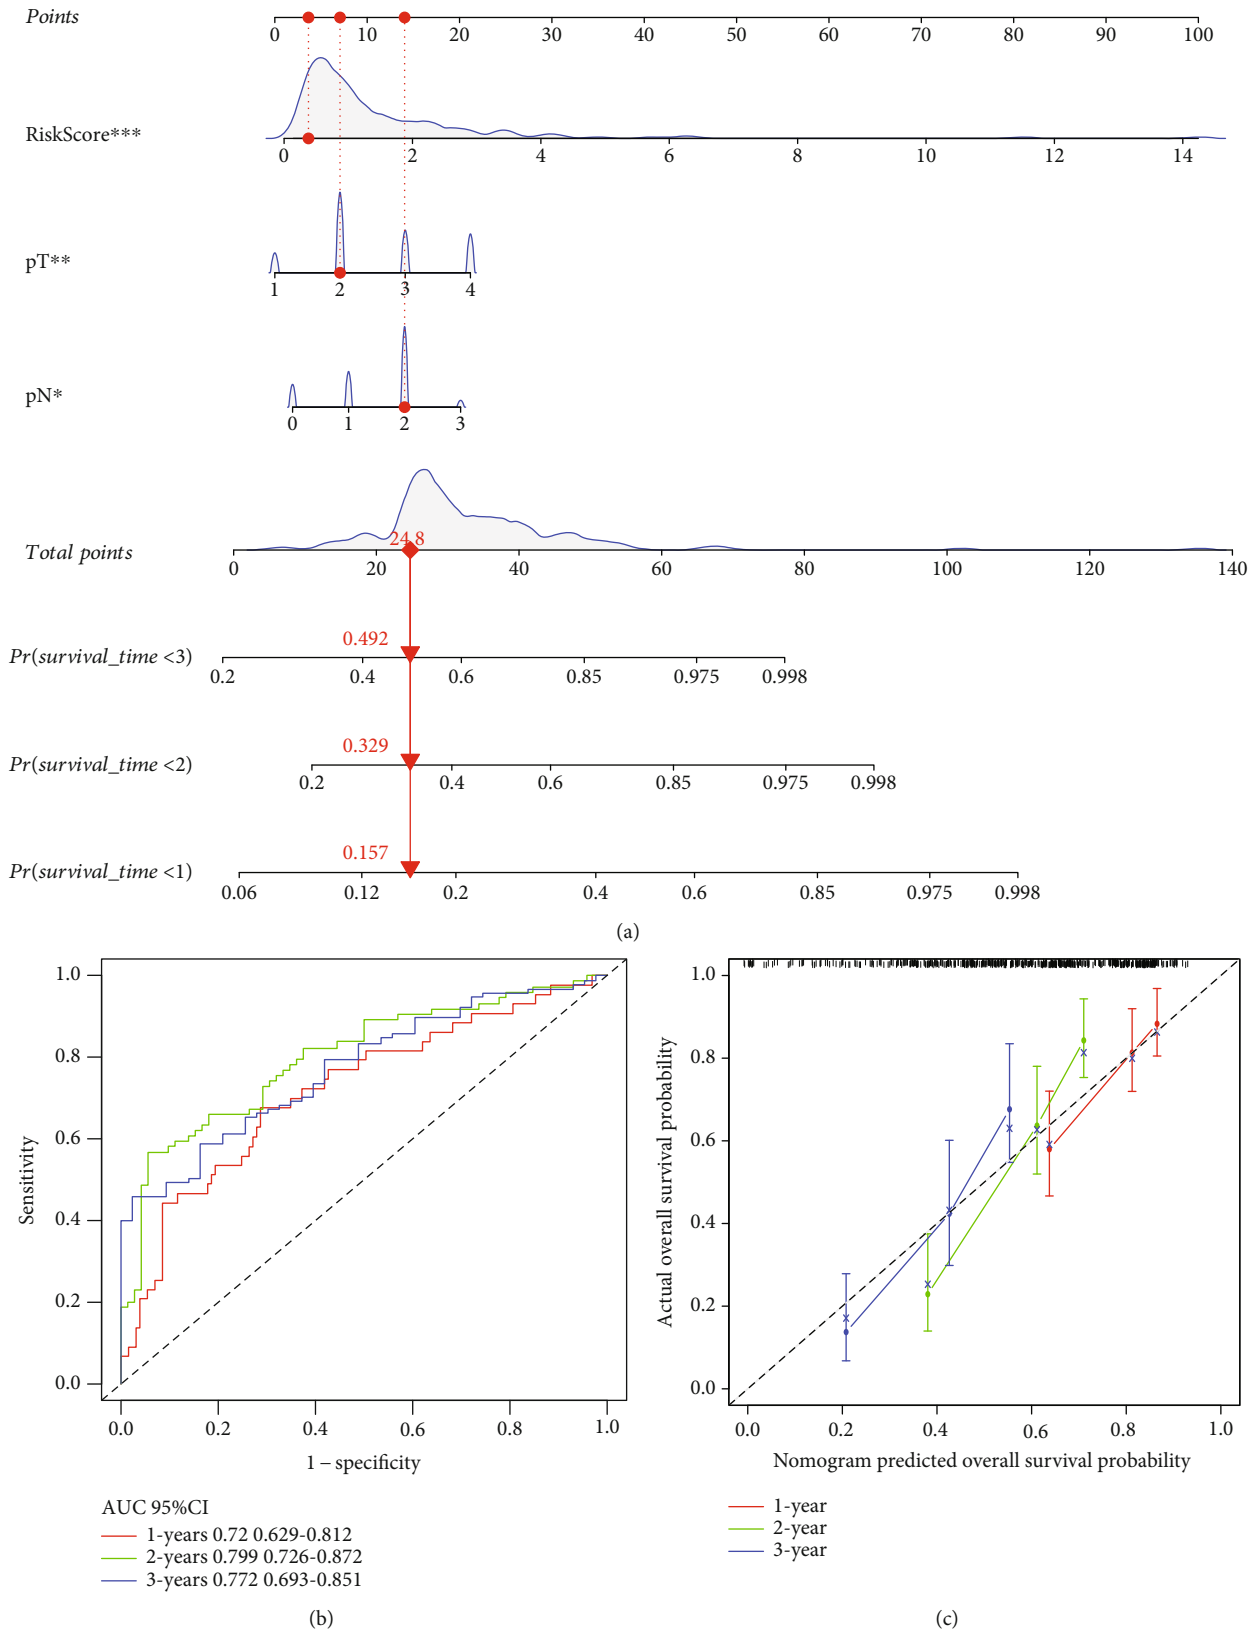 Points
0 10 20 30 40 50 60 70 80 90 100
RiskScore***
0 2 4 6 8 10 12 14
pT**
1 2 3 4
pN*
0 1 2 3
24.8
Total points
0 20 40 60 80 100 120 140
0.492
Pr(survival_time <3)
0.2 0.4 0.6 0.85 0.975 0.998
0.329
Pr(survival_time <2)
0.2 0.4 0.6 0.85 0.975 0.998
0.157
Pr(survival_time <1)
0.06 0.12 0.2 0.4 0.6 0.85 0.975 0.998
(a)
Sensitivity
1.0
0.8
0.6
0.4
0.2
0.0
0.0 0.2 0.4 0.6 0.8 1.0
1 – specificity
AUC 95%CI
1-years 0.72 0.629-0.812
2-years 0.799 0.726-0.872
3-years 0.772 0.693-0.851
(b)
Actual overall survival probability
1.0
0.8
0.6
0.4
0.2
0.0
0.0 0.2 0.4 0.6 0.8 1.0
Nomogram predicted overall survival probability
1-year
2-year
3-year
(c)